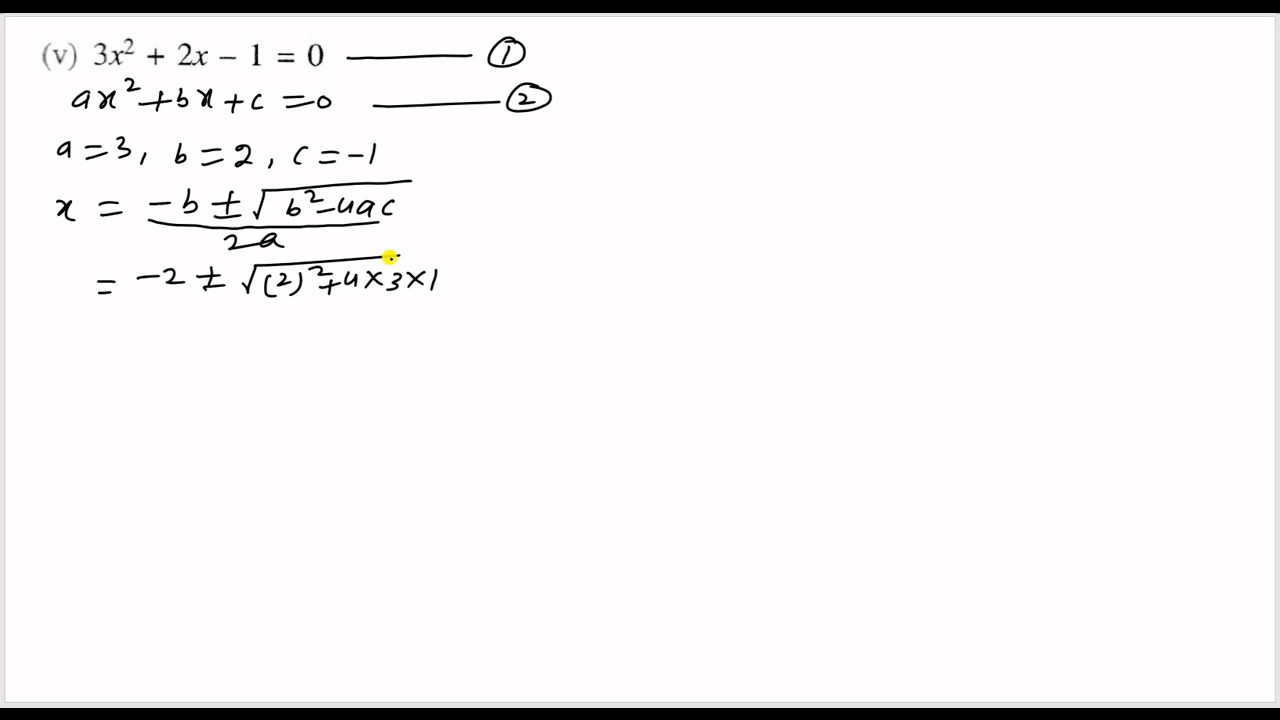 (v) 3x² + 2x − 1 = 0 ——— ①
ax² + bx + c = 0 ——— ②
a = 3, b = 2, c = -1
x = -b ± √b² - 4ac
2a
= -2 ± √(2)² + 4 × 3 × 1